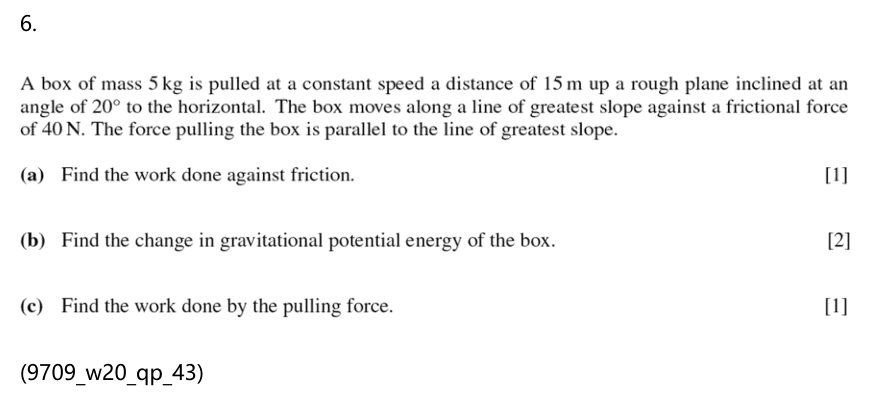 6.
A box of mass 5 kg is pulled at a constant speed a distance of 15 m up a rough plane inclined at an
angle of 20° to the horizontal. The box moves along a line of greatest slope against a frictional force
of 40 N. The force pulling the box is parallel to the line of greatest slope.
(a) Find the work done against friction. [1]
(b) Find the change in gravitational potential energy of the box. [2]
(c) Find the work done by the pulling force. [1]
(9709_w20_qp_43)